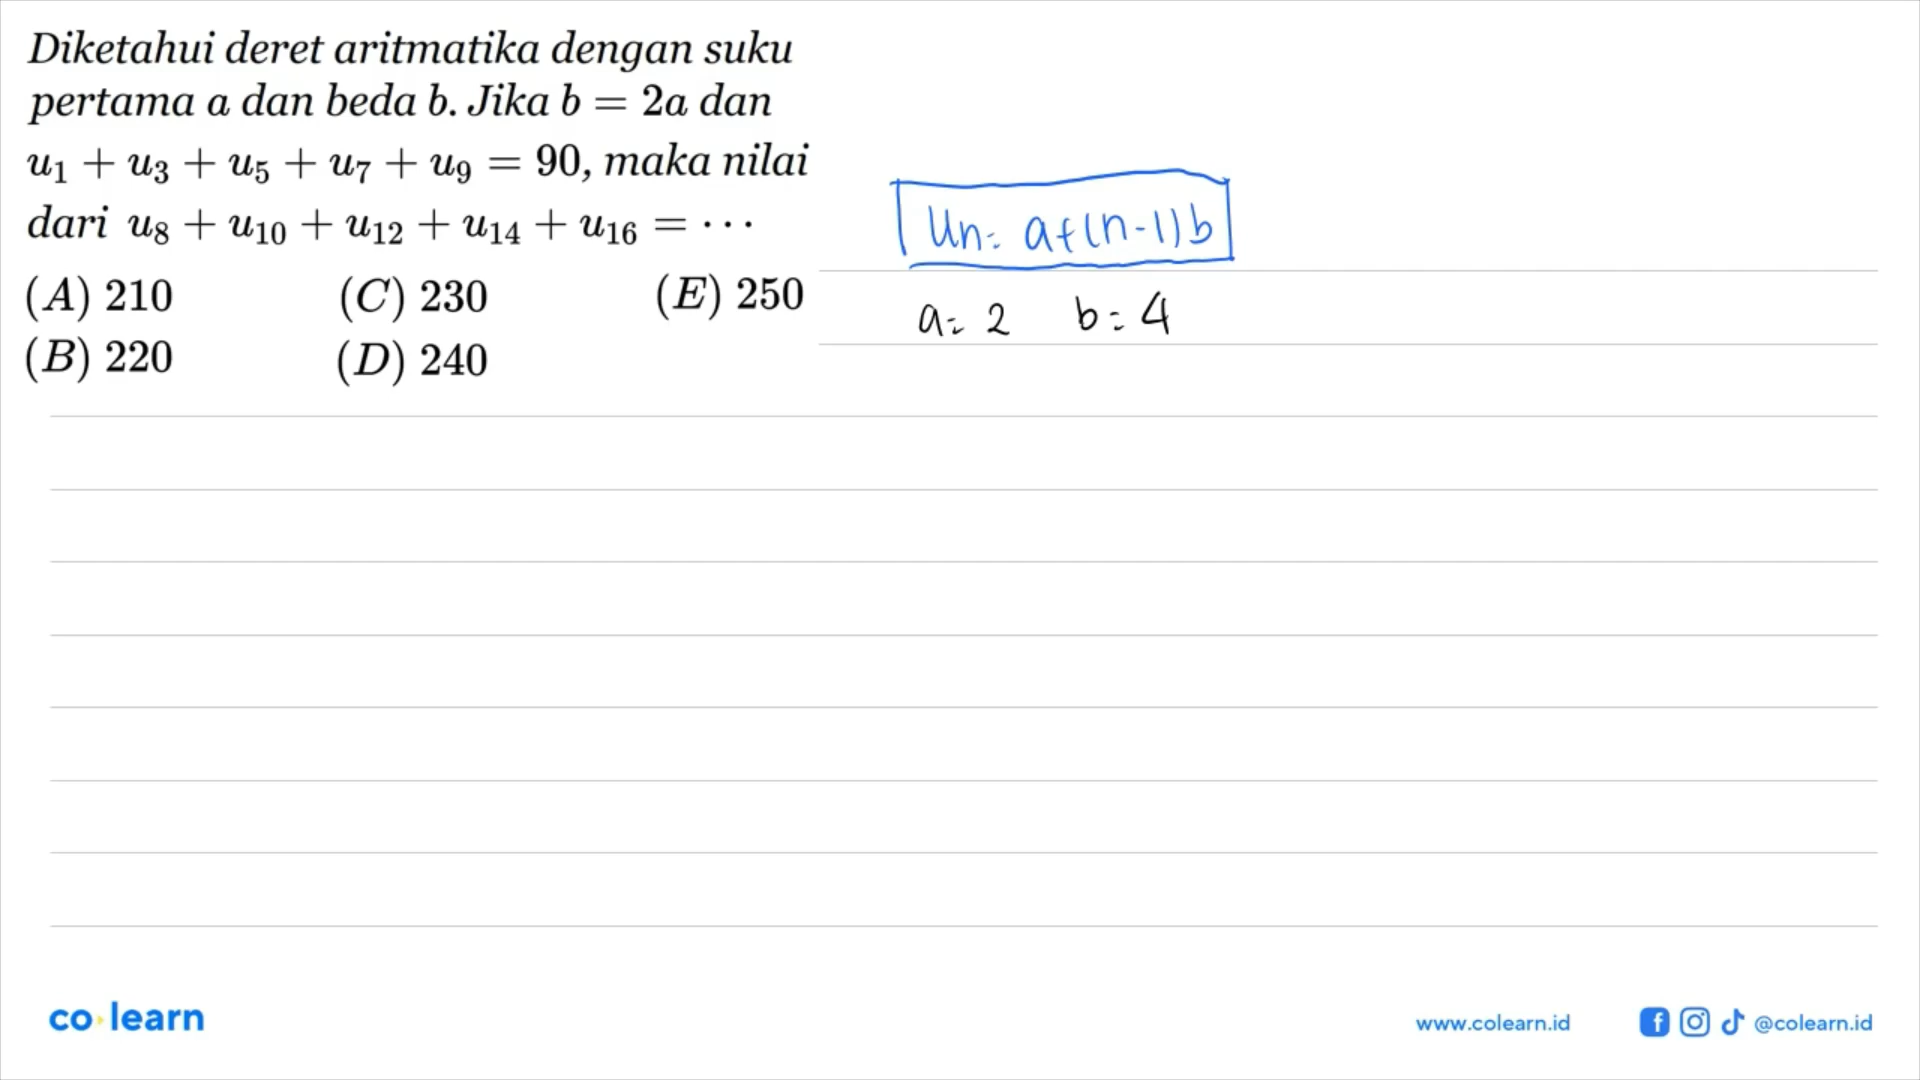 Diketahui deret aritmatika dengan suku
pertama a dan beda b. Jika b = 2a dan
u₁ + u₃ + u₅ + u₇ + u₉ = 90, maka nilai
dari u₈ + u₁₀ + u₁₂ + u₁₄ + u₁₆ = ···
(A) 210 (C) 230 (E) 250
(B) 220 (D) 240
Un = a+(n-1)b
a = 2 b = 4
co learn
www.colearn.id @colearn.id